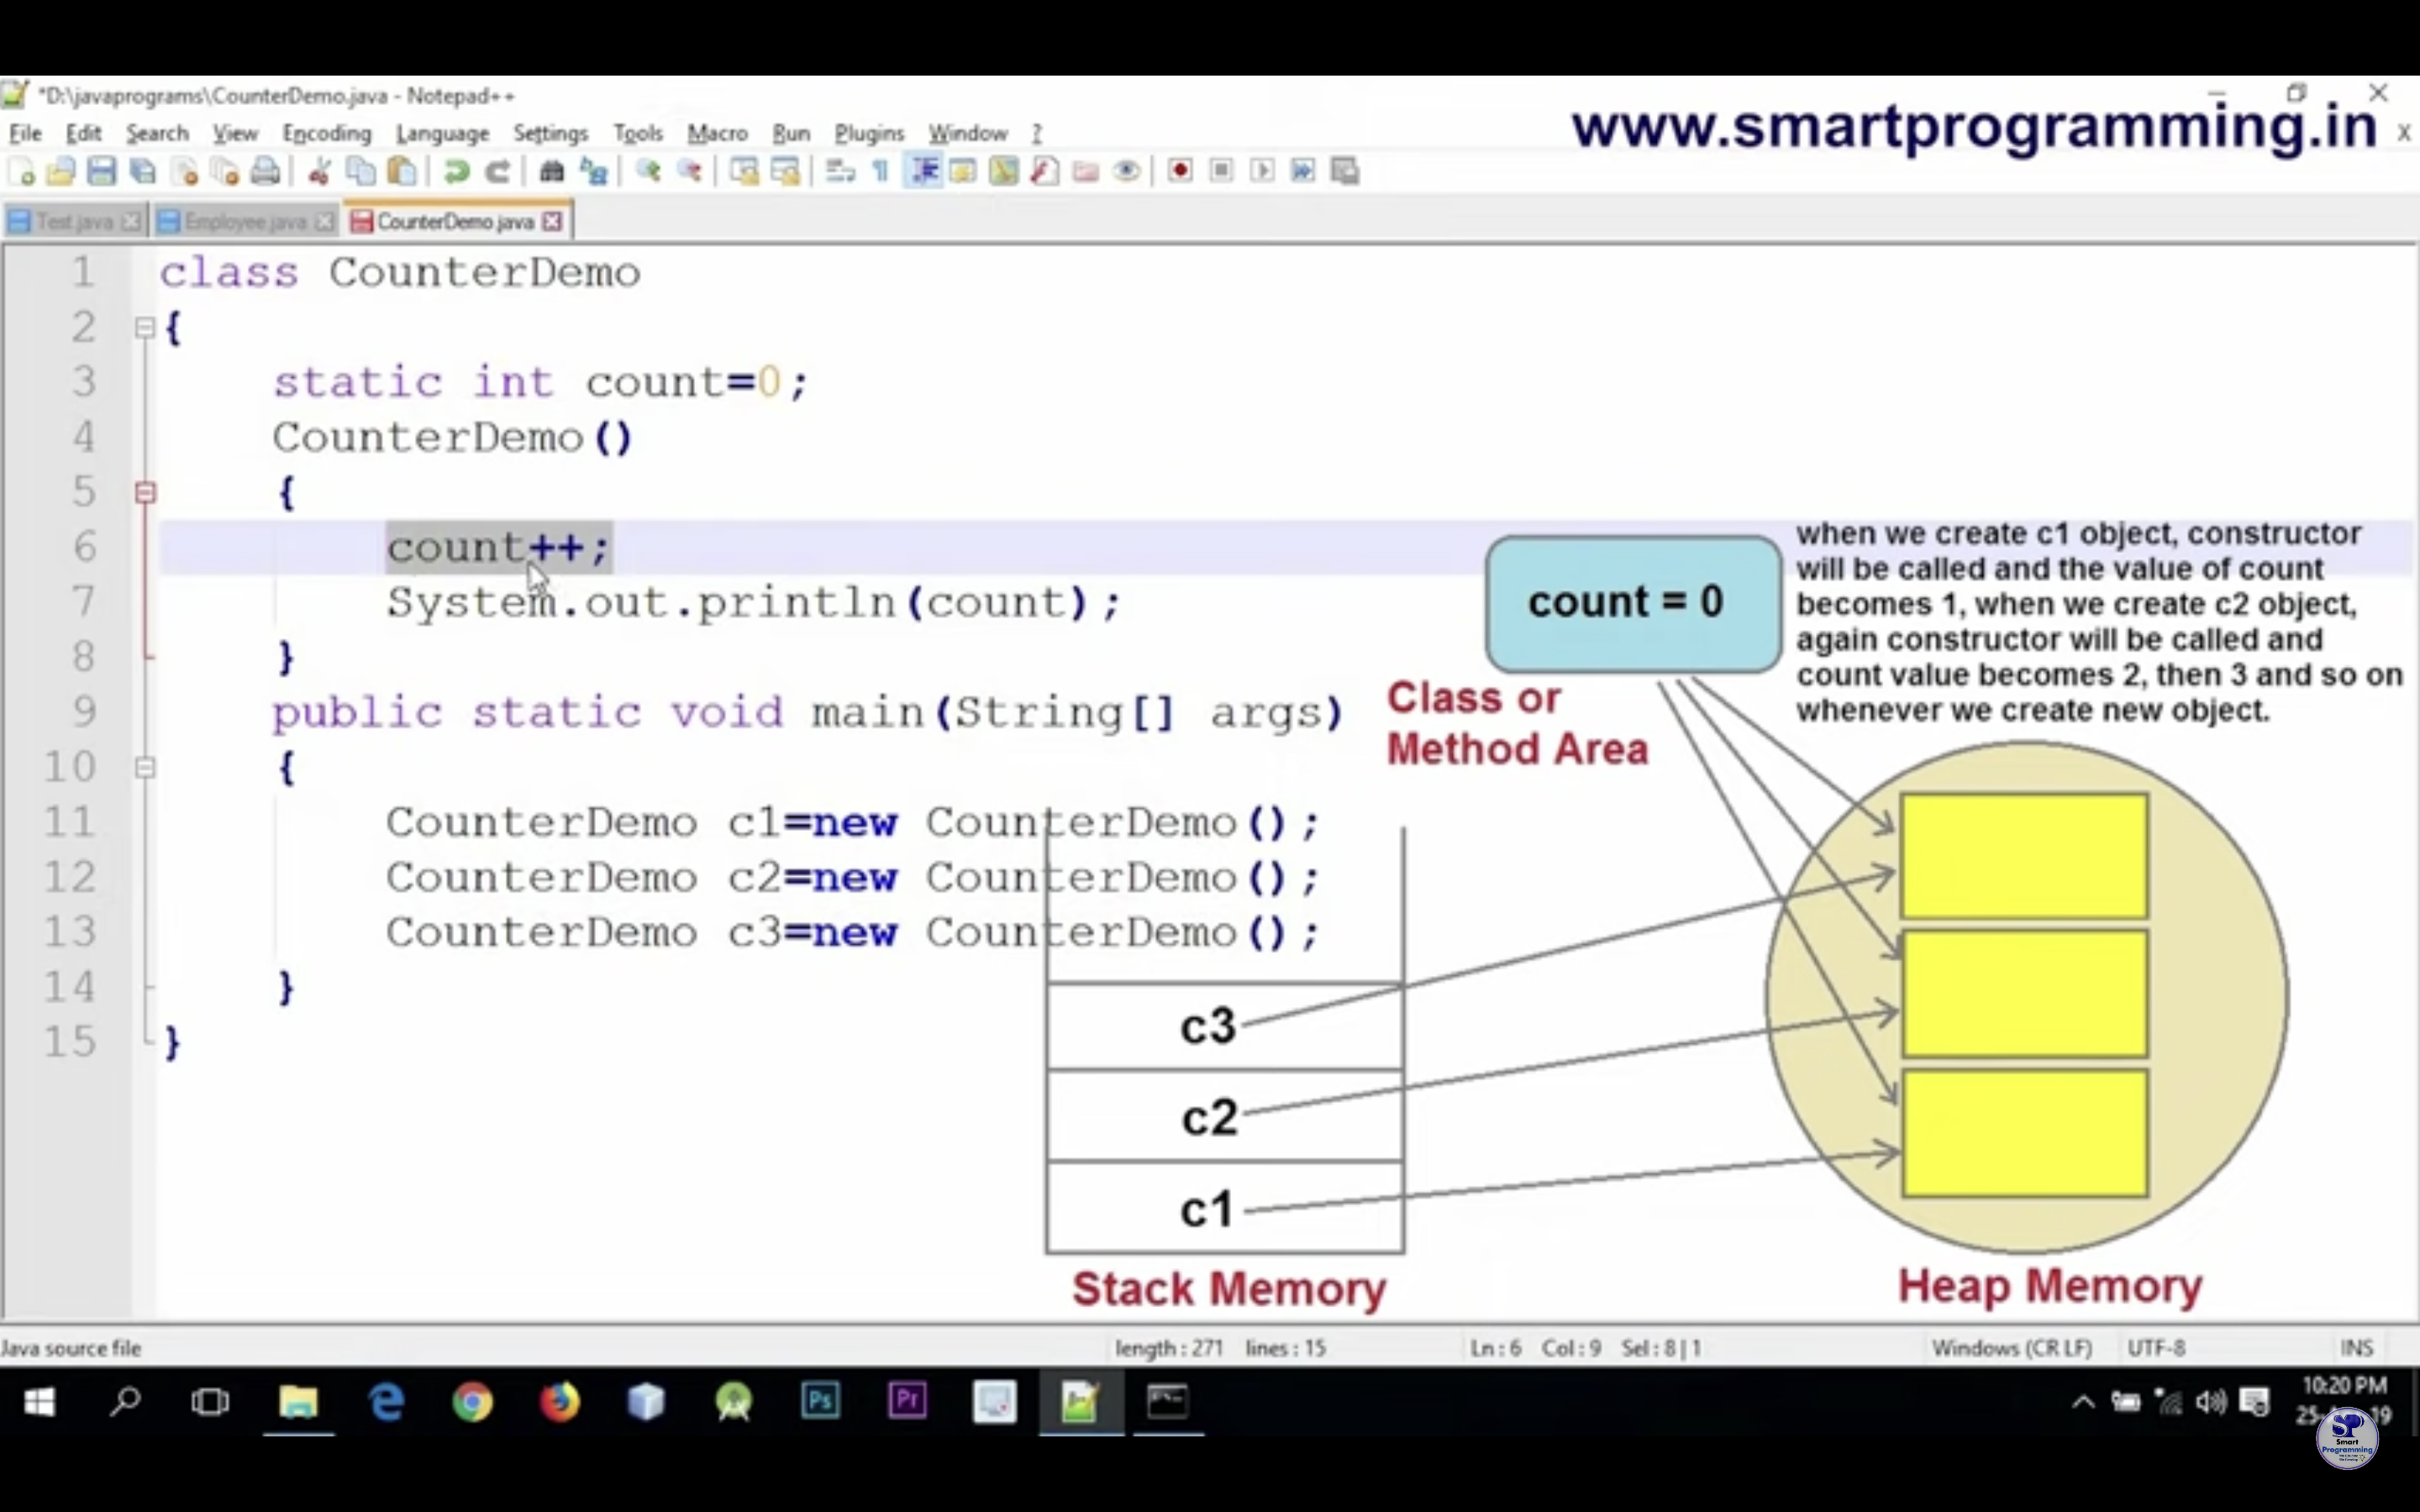 *D:\javaprograms\CounterDemo.java - Notepad++
www.smartprogramming.in
File Edit Search View Encoding Language Settings Tools Macro Run Plugins Window ?
Test.java Employee.java CounterDemo.java
1 class CounterDemo
2 {
3 static int count=0;
4 CounterDemo()
5 {
6 count++;
7 System.out.println(count);
8 }
9 public static void main(String[] args)
10 {
11 CounterDemo c1=new CounterDemo();
12 CounterDemo c2=new CounterDemo();
13 CounterDemo c3=new CounterDemo();
14 }
15 }
count = 0
when we create c1 object, constructor
will be called and the value of count
becomes 1, when we create c2 object,
again constructor will be called and
count value becomes 2, then 3 and so on
whenever we create new object.
Class or
Method Area
c3
c2
c1
Stack Memory
Heap Memory
Java source file length : 271 lines : 15 Ln : 6 Col : 9 Sel : 8 | 1 Windows (CR LF) UTF-8 INS
Ps Pr
10:20 PM
SP
Smart
Programming